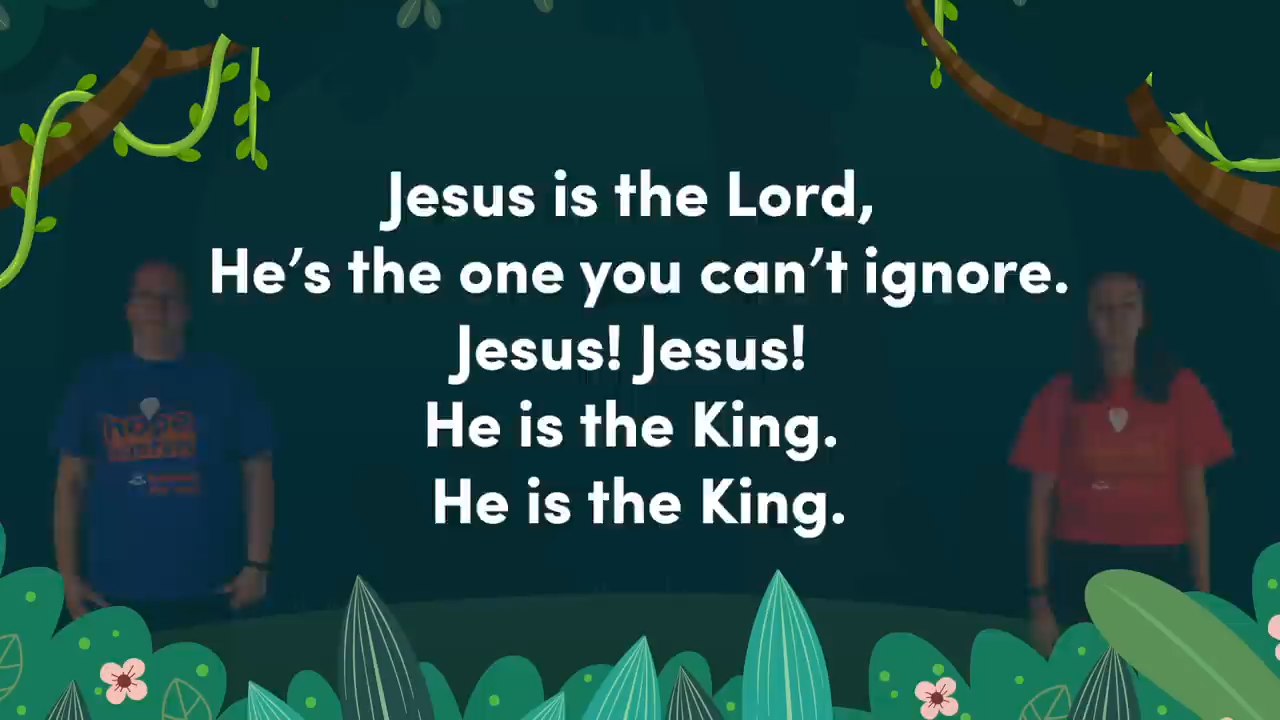 Jesus is the Lord,
He’s the one you can’t ignore.
Jesus! Jesus!
He is the King.
He is the King.
hope